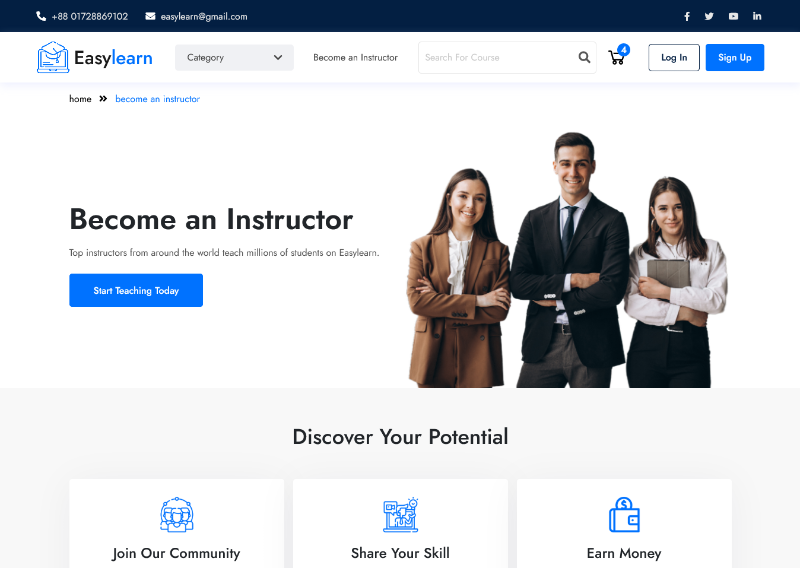 +88 01728869102 easylearn@gmail.com
Easylearn Category Become an Instructor Search For Course 4 Log In Sign Up
home become an instructor
Become an Instructor
Top instructors from around the world teach millions of students on Easylearn.
Start Teaching Today
Discover Your Potential
Join Our Community Share Your Skill Earn Money